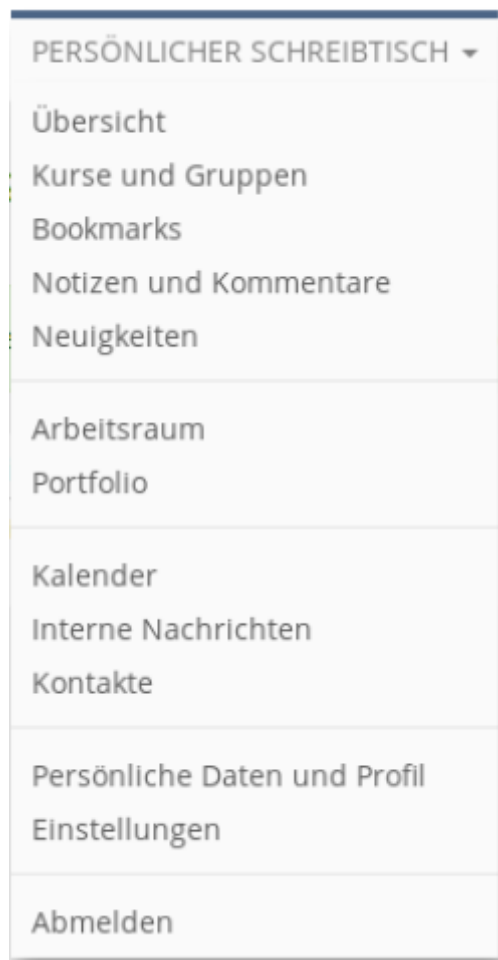 PERSÖNLICHER SCHREIBTISCH
Übersicht
Kurse und Gruppen
Bookmarks
Notizen und Kommentare
Neuigkeiten
Arbeitsraum
Portfolio
Kalender
Interne Nachrichten
Kontakte
Persönliche Daten und Profil
Einstellungen
Abmelden